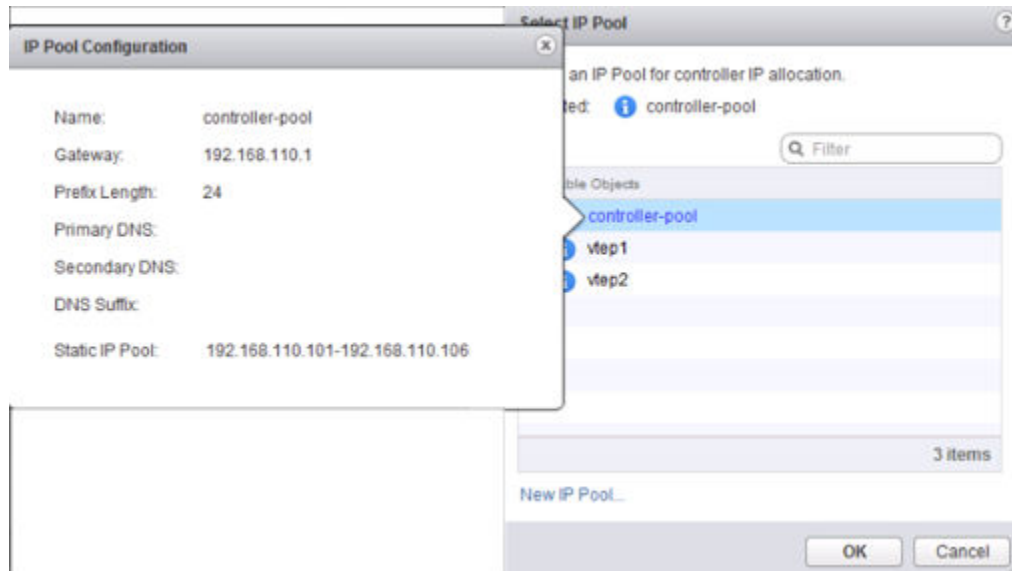 IP Pool Configuration
Name: controller-pool
Gateway: 192.168.110.1
Prefix Length: 24
Primary DNS:
Secondary DNS:
DNS Suffix:
Static IP Pool: 192.168.110.101-192.168.110.106
Select IP Pool
?
an IP Pool for controller IP allocation.
ted: controller-pool
Filter
ble Objects
controller-pool
vtep1
vtep2
3 items
New IP Pool...
OK Cancel